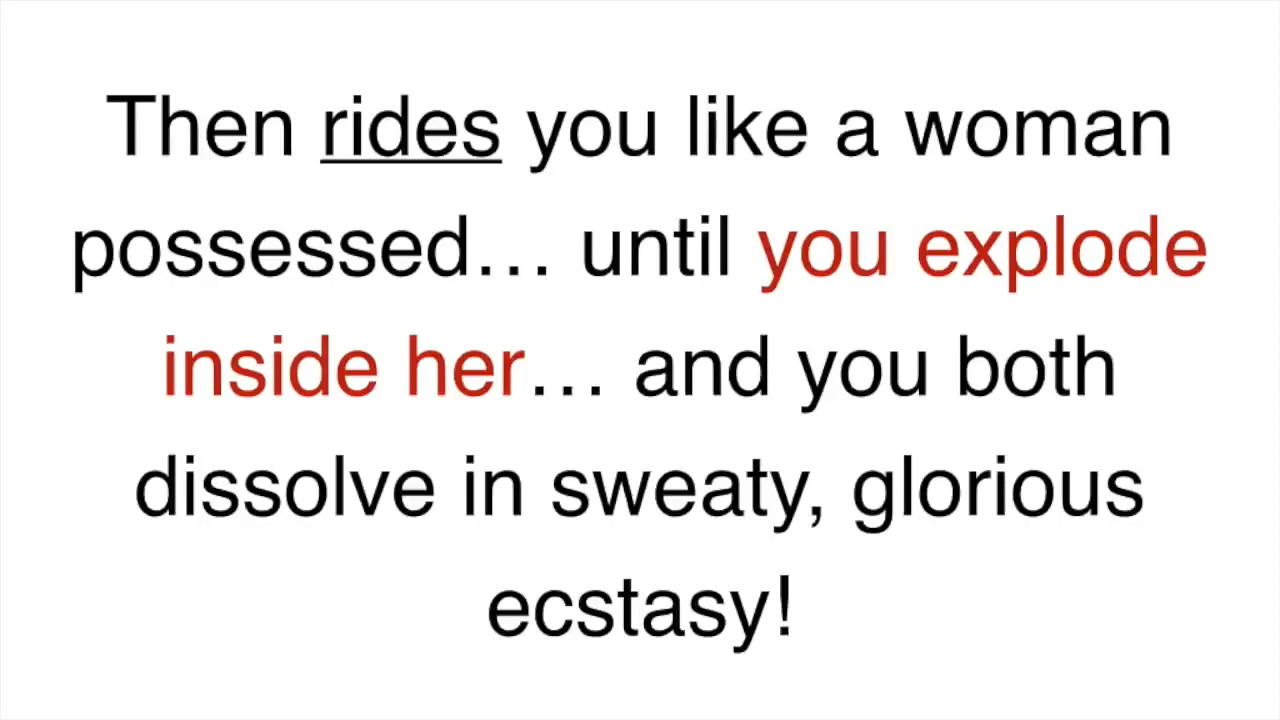 Then rides you like a woman
possessed… until you explode
inside her… and you both
dissolve in sweaty, glorious
ecstasy!